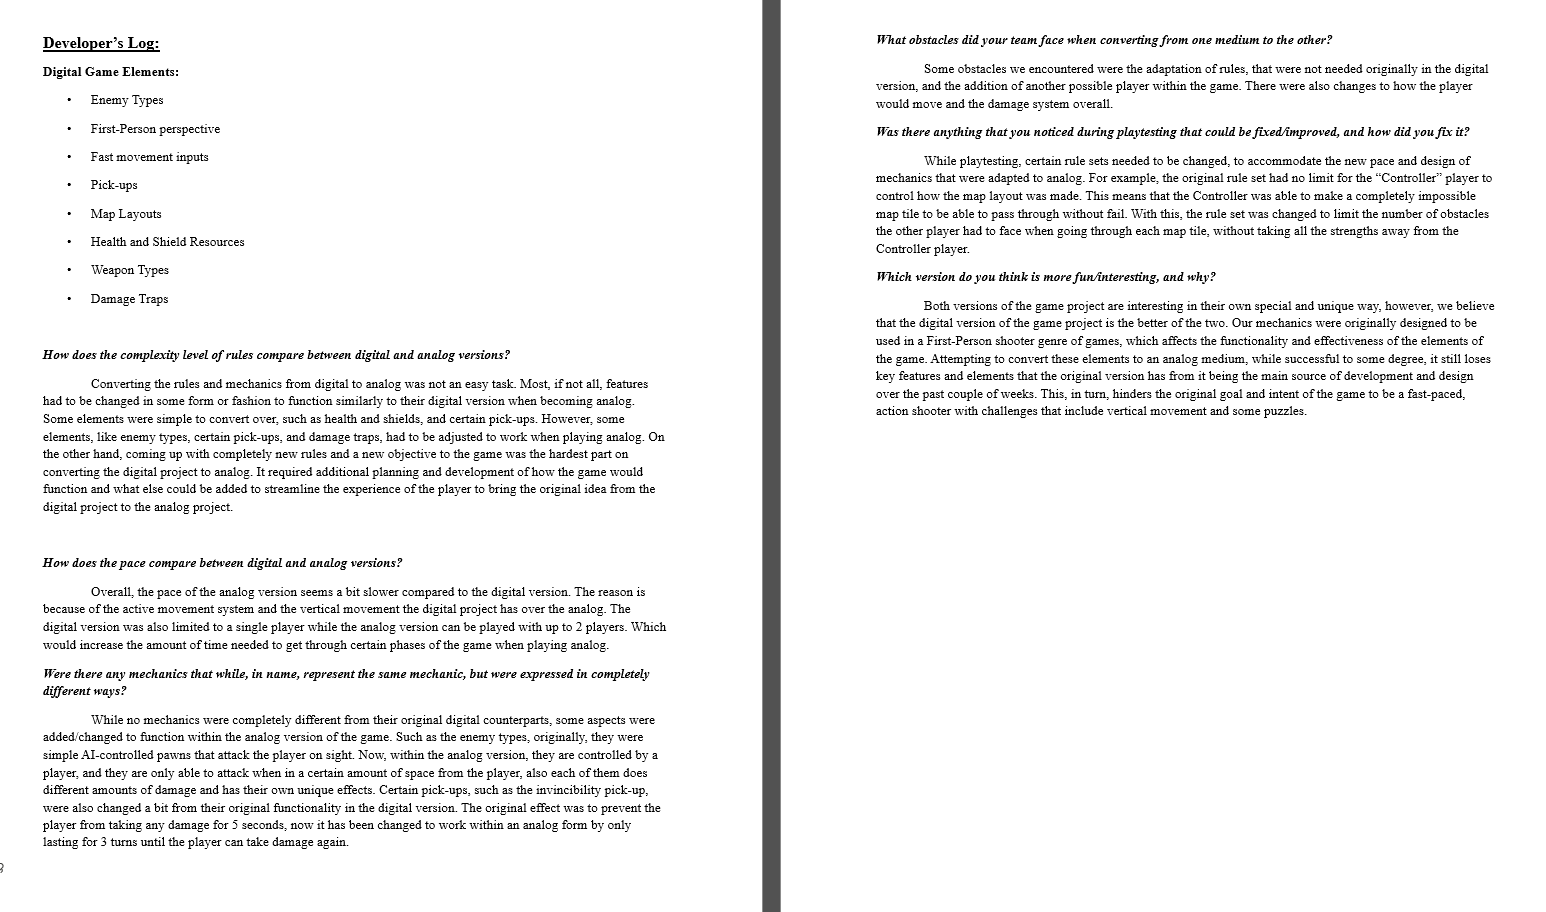 Developer's Log:
Digital Game Elements:
• Enemy Types
• First-Person perspective
• Fast movement inputs
• Pick-ups
• Map Layouts
• Health and Shield Resources
• Weapon Types
• Damage Traps
How does the complexity level of rules compare between digital and analog versions?
Converting the rules and mechanics from digital to analog was not an easy task. Most, if not all, features
had to be changed in some form or fashion to function similarly to their digital version when becoming analog.
Some elements were simple to convert over, such as health and shields, and certain pick-ups. However, some
elements, like enemy types, certain pick-ups, and damage traps, had to be adjusted to work when playing analog. On
the other hand, coming up with completely new rules and a new objective to the game was the hardest part on
converting the digital project to analog. It required additional planning and development of how the game would
function and what else could be added to streamline the experience of the player to bring the original idea from the
digital project to the analog project.
How does the pace compare between digital and analog versions?
Overall, the pace of the analog version seems a bit slower compared to the digital version. The reason is
because of the active movement system and the vertical movement the digital project has over the analog. The
digital version was also limited to a single player while the analog version can be played with up to 2 players. Which
would increase the amount of time needed to get through certain phases of the game when playing analog.
Were there any mechanics that while, in name, represent the same mechanic, but were expressed in completely
different ways?
While no mechanics were completely different from their original digital counterparts, some aspects were
added/changed to function within the analog version of the game. Such as the enemy types, originally, they were
simple AI-controlled pawns that attack the player on sight. Now, within the analog version, they are controlled by a
player, and they are only able to attack when in a certain amount of space from the player, also each of them does
different amounts of damage and has their own unique effects. Certain pick-ups, such as the invincibility pick-up,
were also changed a bit from their original functionality in the digital version. The original effect was to prevent the
player from taking any damage for 5 seconds, now it has been changed to work within an analog form by only
lasting for 3 turns until the player can take damage again.
What obstacles did your team face when converting from one medium to the other?
Some obstacles we encountered were the adaptation of rules, that were not needed originally in the digital
version, and the addition of another possible player within the game. There were also changes to how the player
would move and the damage system overall.
Was there anything that you noticed during playtesting that could be fixed/improved, and how did you fix it?
While playtesting, certain rule sets needed to be changed, to accommodate the new pace and design of
mechanics that were adapted to analog. For example, the original rule set had no limit for the “Controller” player to
control how the map layout was made. This means that the Controller was able to make a completely impossible
map tile to be able to pass through without fail. With this, the rule set was changed to limit the number of obstacles
the other player had to face when going through each map tile, without taking all the strengths away from the
Controller player.
Which version do you think is more fun/interesting, and why?
Both versions of the game project are interesting in their own special and unique way, however, we believe
that the digital version of the game project is the better of the two. Our mechanics were originally designed to be
used in a First-Person shooter genre of games, which affects the functionality and effectiveness of the elements of
the game. Attempting to convert these elements to an analog medium, while successful to some degree, it still loses
key features and elements that the original version has from it being the main source of development and design
over the past couple of weeks. This, in turn, hinders the original goal and intent of the game to be a fast-paced,
action shooter with challenges that include vertical movement and some puzzles.